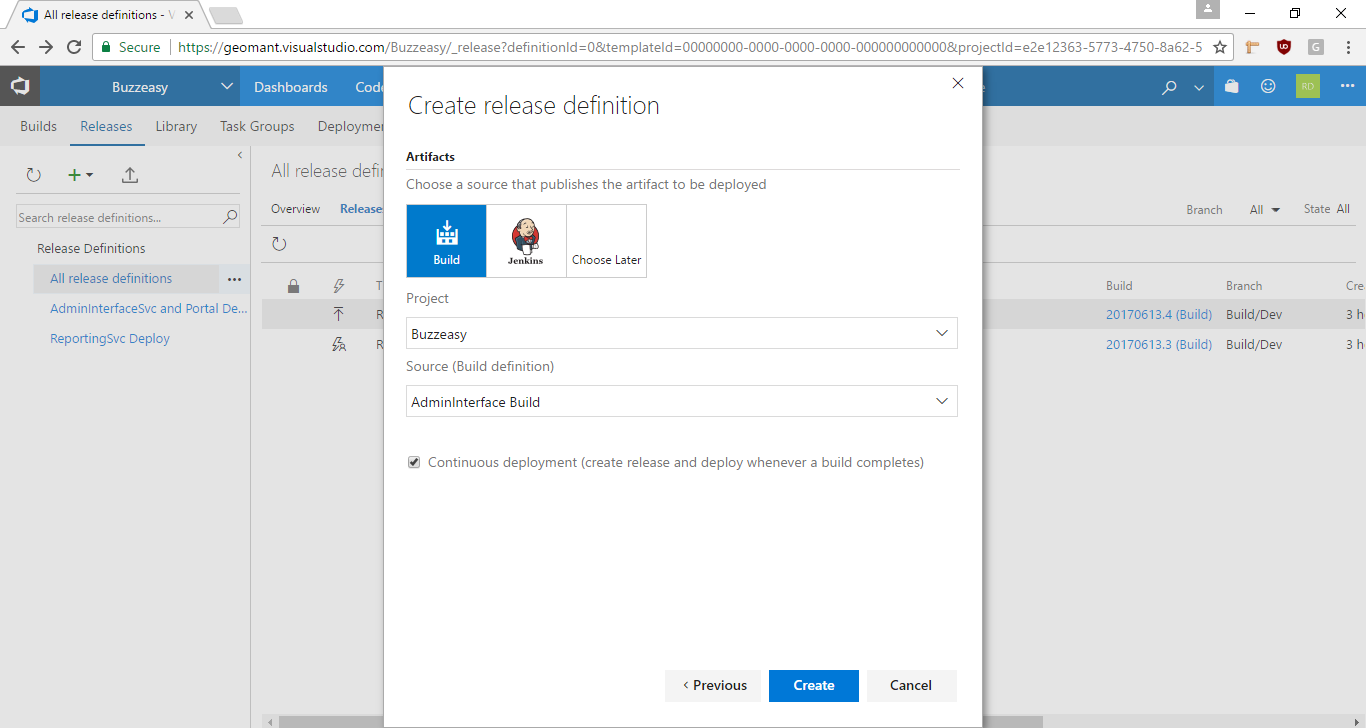 All release definitions - V
Secure
https://geomant.visualstudio.com/Buzzeasy/_release?definitionId=0&templateId=00000000-0000-0000-0000-000000000000&projectId=e2e12363-5773-4750-8a62-5
Buzzeasy
Dashboards
Code
RD
Builds
Releases
Library
Task Groups
Deploymen
Search release definitions...
Release Definitions
All release definitions
AdminInterfaceSvc and Portal De...
ReportingSvc Deploy
All release defin
Overview
Release
Branch
All
State
All
Build
Branch
Cre
20170613.4 (Build)
Build/Dev
3 h
20170613.3 (Build)
Build/Dev
3 h
Create release definition
Artifacts
Choose a source that publishes the artifact to be deployed
Build
Jenkins
Choose Later
Project
Buzzeasy
Source (Build definition)
AdminInterface Build
Continuous deployment (create release and deploy whenever a build completes)
‹ Previous
Create
Cancel